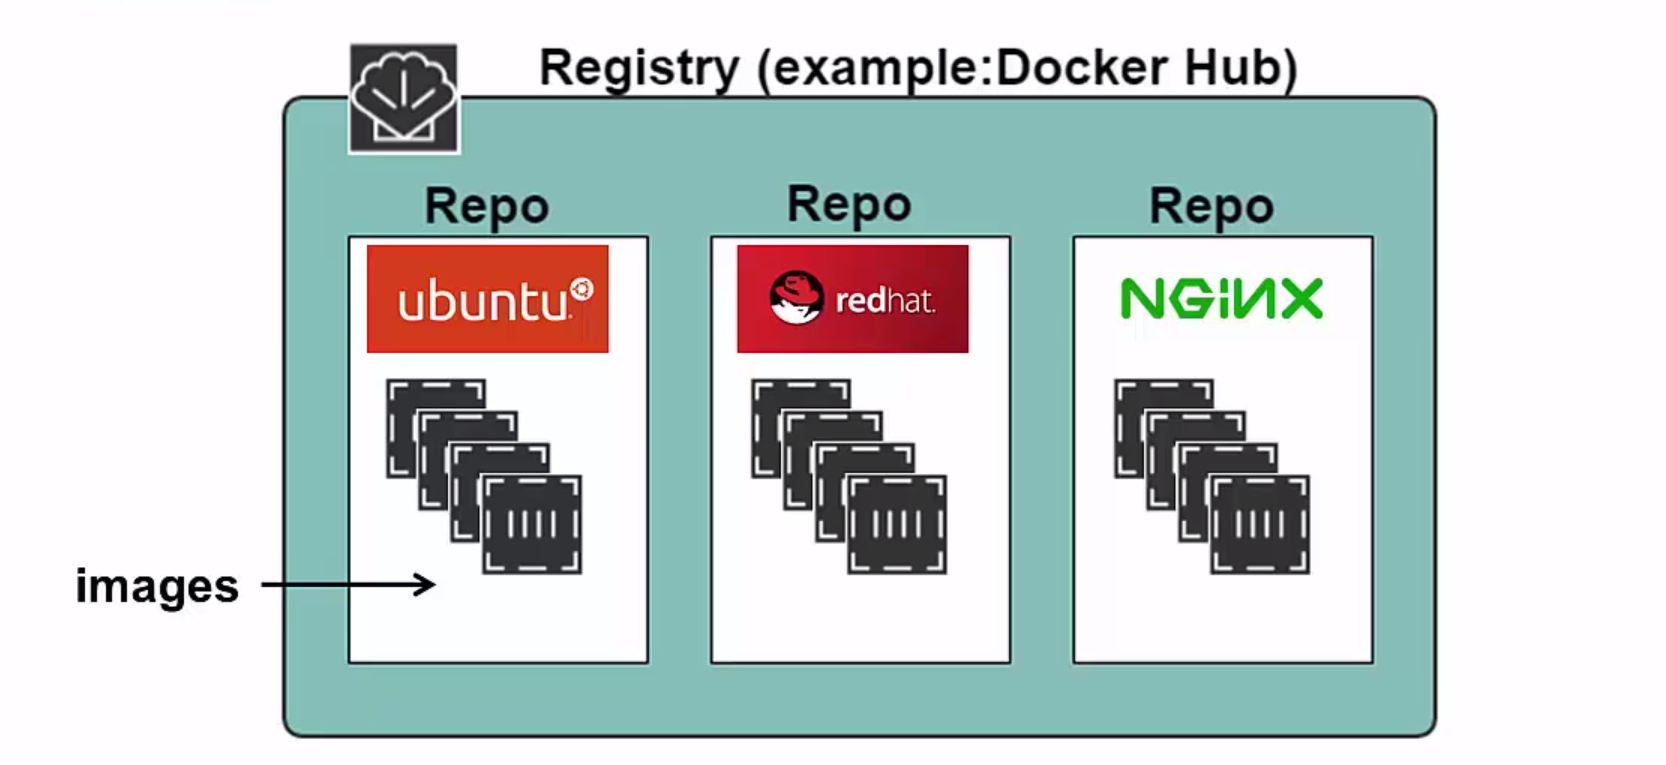 Registry (example:Docker Hub)
Repo
Repo
Repo
ubuntu
redhat.
NGINX
images